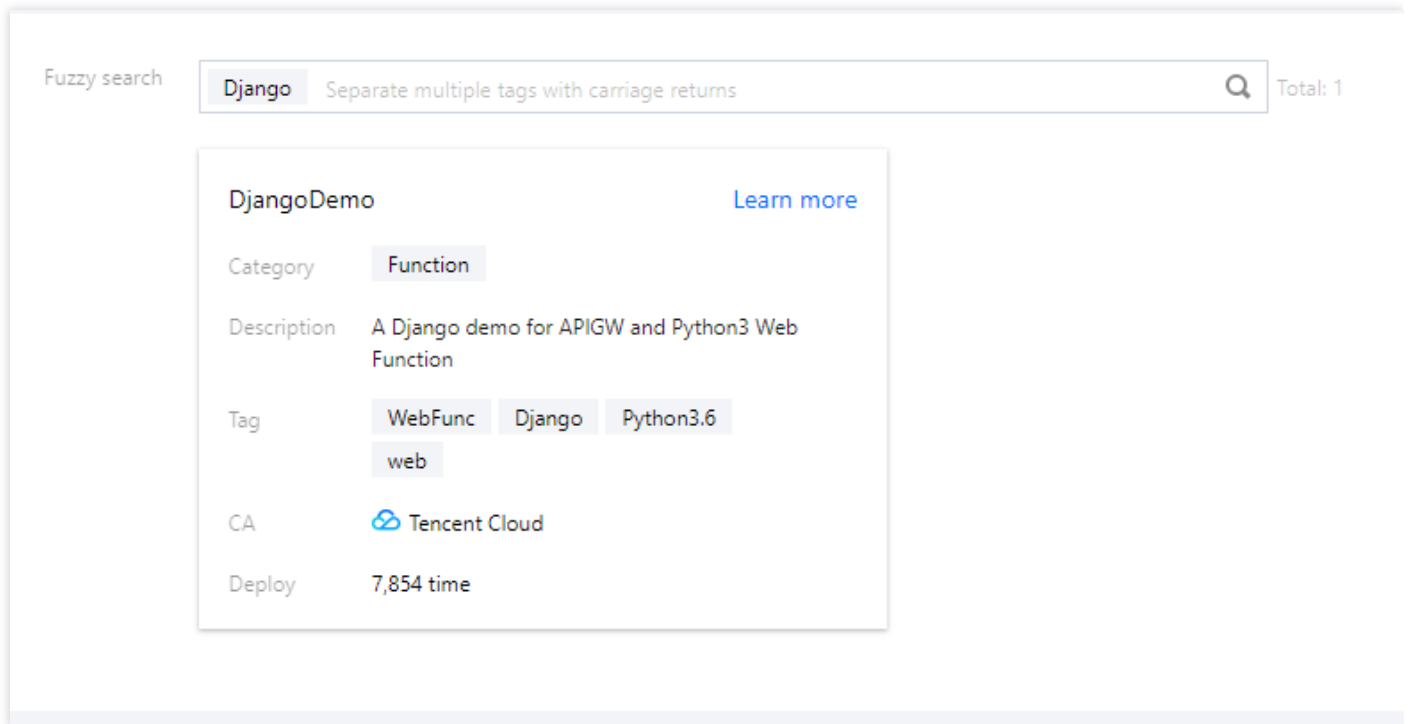 Fuzzy search Django Separate multiple tags with carriage returns Total: 1
DjangoDemo Learn more
Category Function
Description A Django demo for APIGW and Python3 Web
Function
Tag WebFunc Django Python3.6
web
CA Tencent Cloud
Deploy 7,854 time